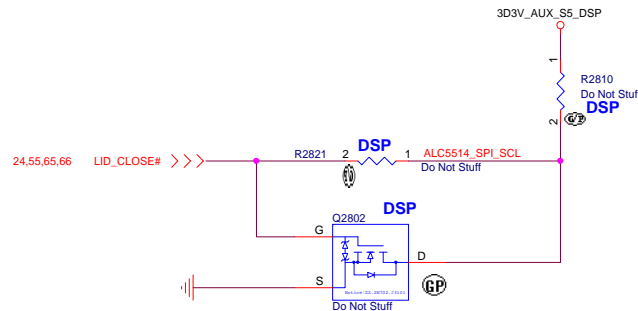 3D3V_AUX_S5_DSP
1
R2810
Do Not Stuf
DSP
2
G/P
DSP
24,55,65,66
LID_CLOSE#
R2821
2
1
ALC5514_SPI_SCL
Do Not Stuff
DSP
Q2802
G
D
S
GP
Do Not Stuff